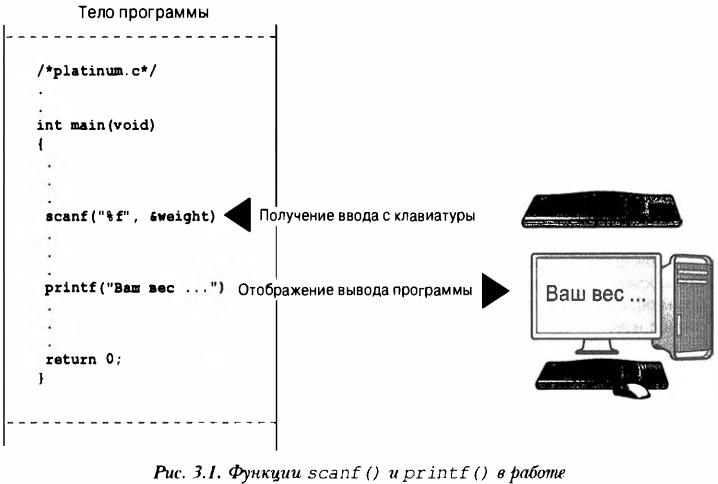 Тело программы
/*platinum.c*/
.
.
int main(void)
{
.
.
.
scanf("%f", &weight)
Получение ввода с клавиатуры
.
.
.
printf("Ваш вес ...")
Отображение вывода программы
Ваш вес ...
.
.
.
return 0;
}
Рис. 3.1. Функции scanf() и printf() в работе